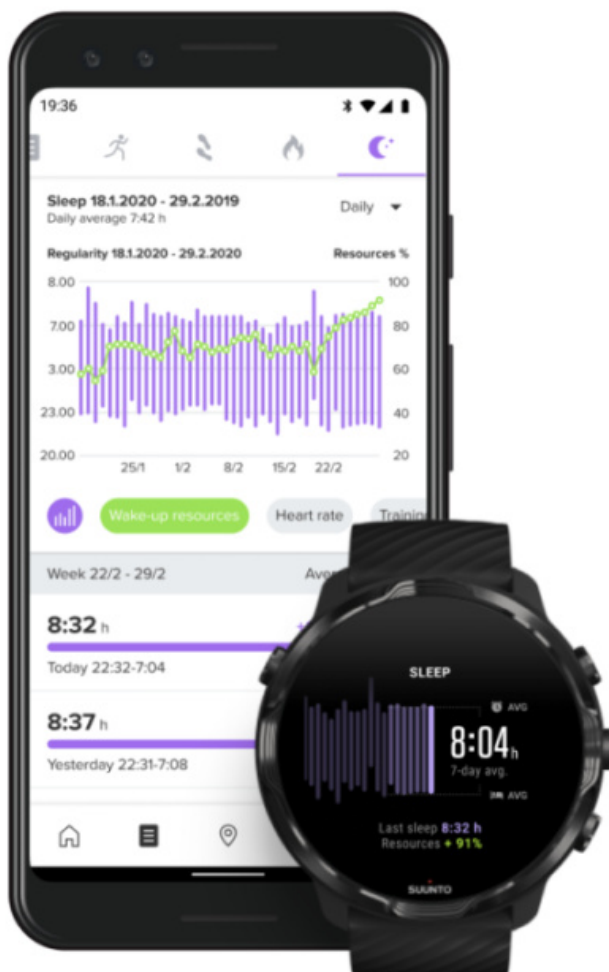 19:36
Sleep 18.1.2020 - 29.2.2019
Daily
Daily average 7:42 h
Regularity 18.1.2020 - 29.2.2020
Resources %
8.00
100
7.00
80
3.00
60
23.00
40
20.00
20
25/1
1/2
8/2
15/2
22/2
Wake-up resources
Heart rate
Training
Week 22/2 - 29/2
Aver
8:32 h
Today 22:32-7:04
8:37 h
Yesterday 22:31-7:08
SLEEP
AVG
8:04 h
7-day avg.
AVG
Last sleep 8:32 h
Resources + 91%
SUUNTO